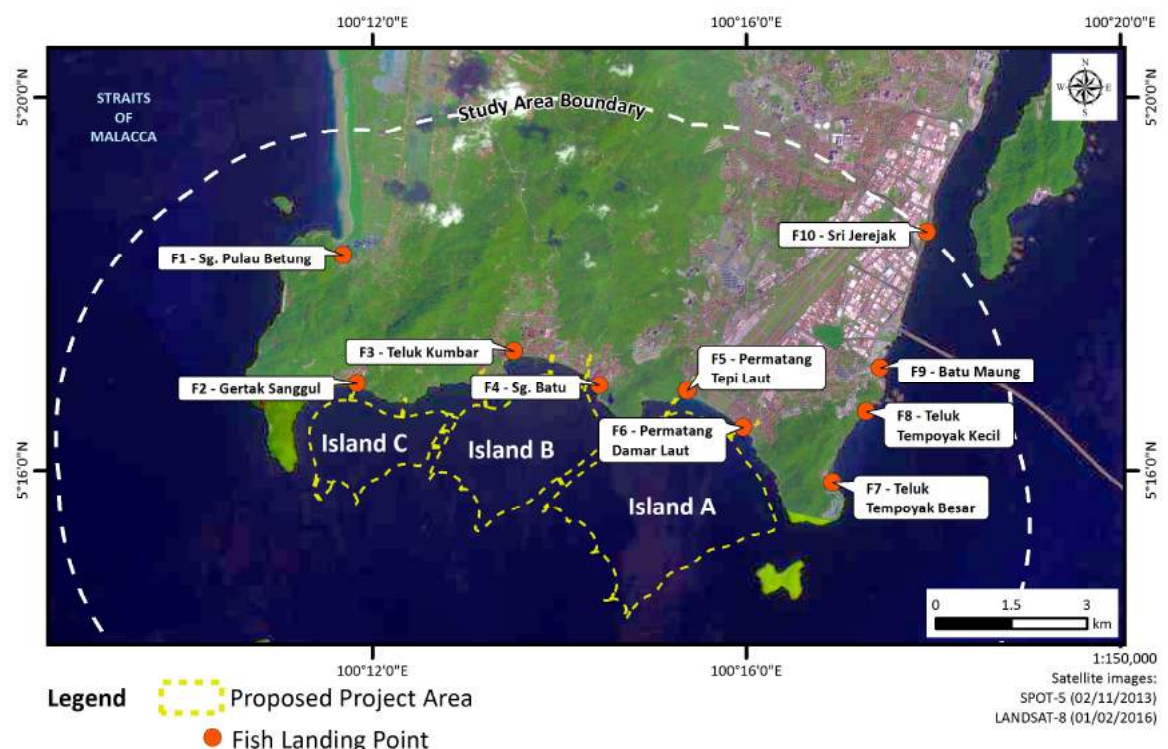 100°12'0"E
100°16'0"E
100°20'0"E
5°20'0"N
5°20'0"N
STRAITS
OF
MALACCA
Study Area Boundary
N
W
E
S
F10 - Sri Jerejak
F1 - Sg. Pulau Betung
F3 - Teluk Kumbar
F5 - Permatang
Tepi Laut
F9 - Batu Maung
F2 - Gertak Sanggul
F4 - Sg. Batu
F8 - Teluk
Tempoyak Kecil
F6 - Permatang
Damar Laut
Island C
Island B
5°16'0"N
5°16'0"N
F7 - Teluk
Tempoyak Besar
Island A
0
1.5
3
km
100°12'0"E
100°16'0"E
1:150,000
Satellite images:
SPOT-5 (02/11/2013)
LANDSAT-8 (01/02/2016)
Legend
Proposed Project Area
Fish Landing Point